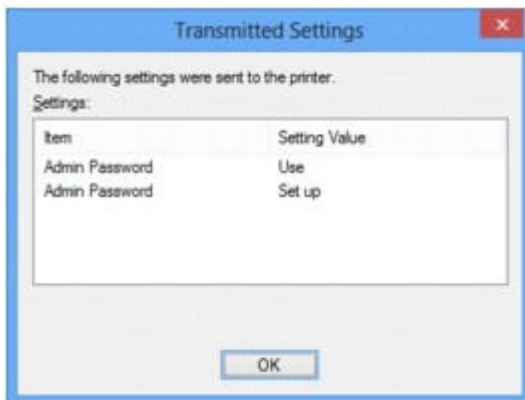 Transmitted Settings
The following settings were sent to the printer.
Settings:
Item Setting Value
Admin Password Use
Admin Password Set up
OK